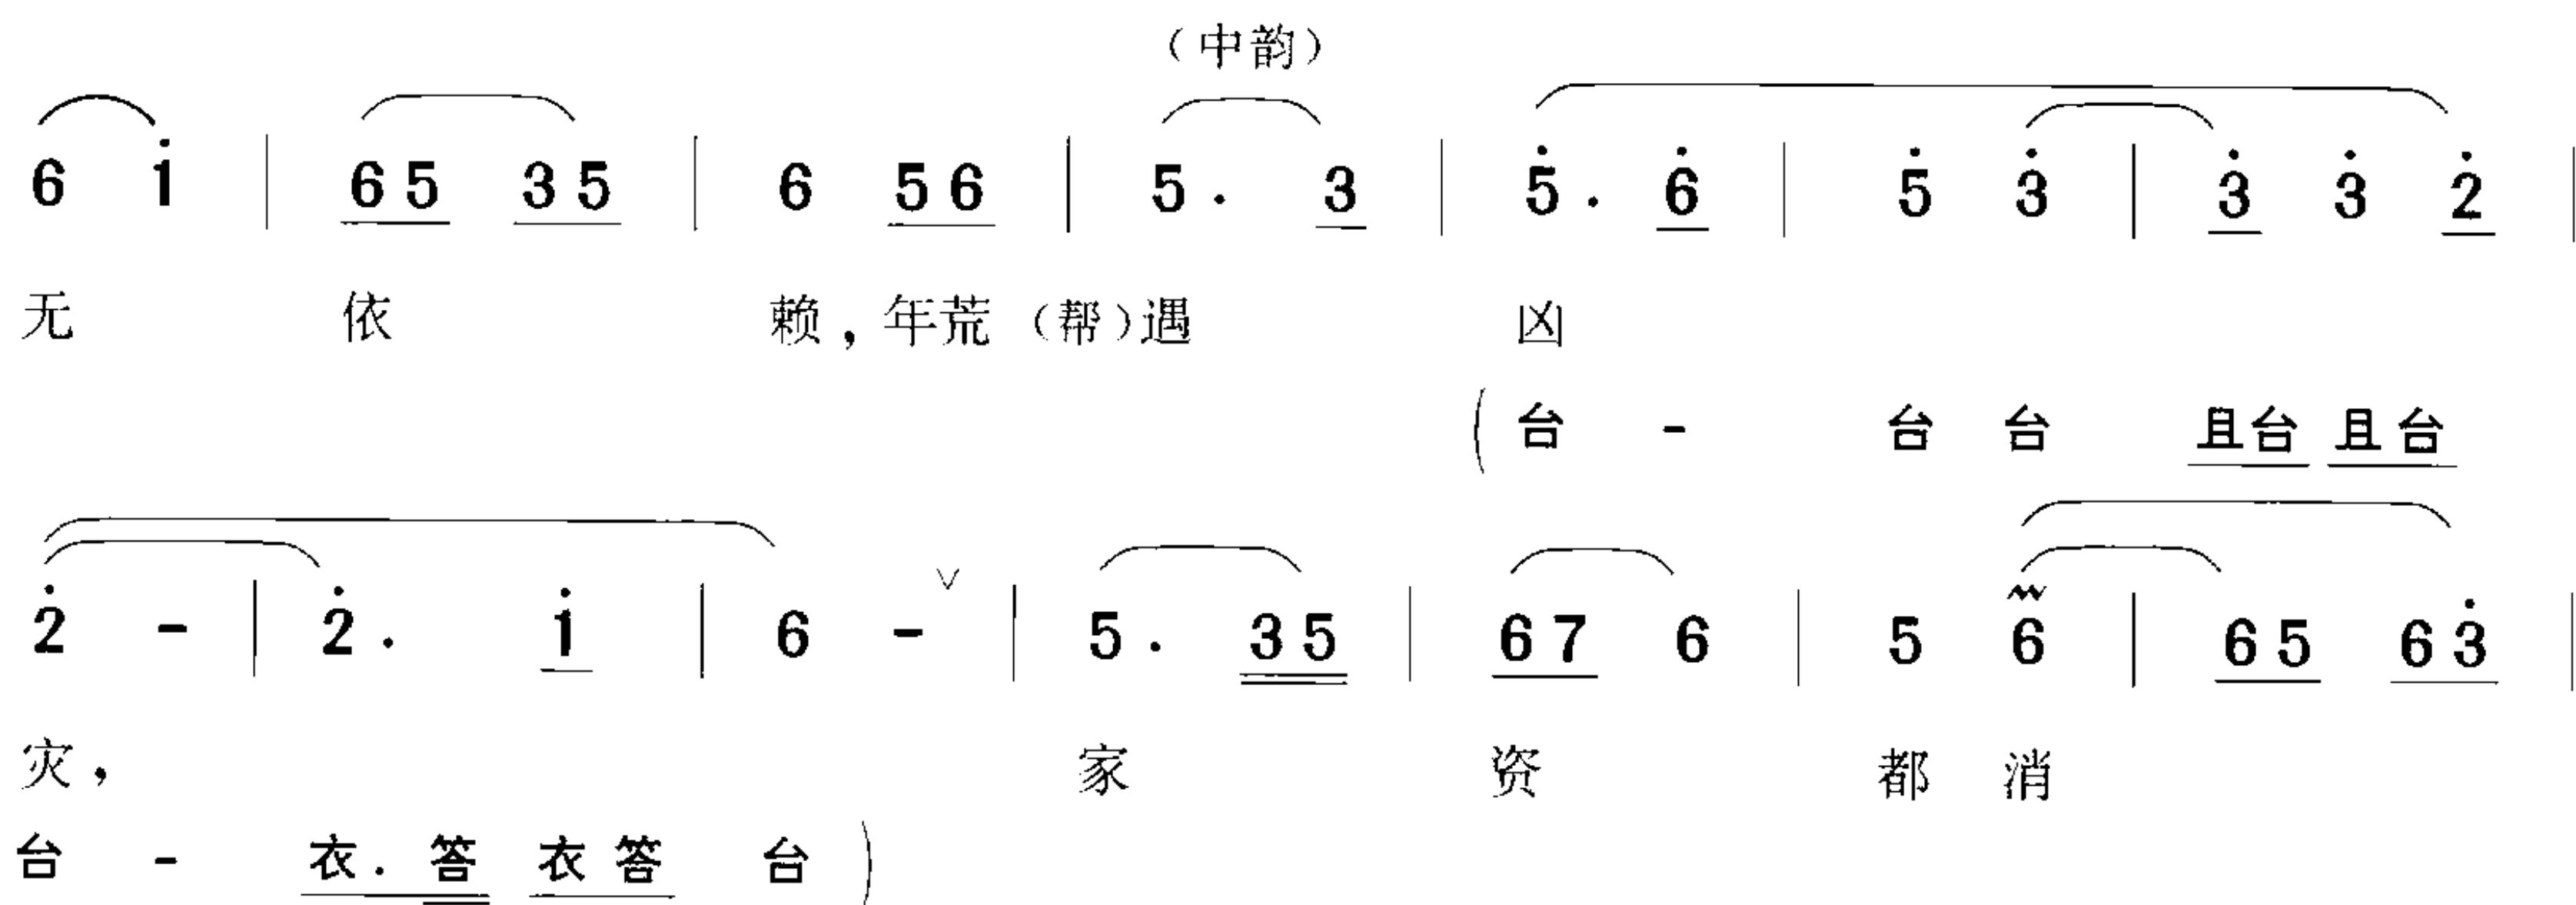 （中韵）
6 i̇ | 65 35 | 6 56 | 5 . 3 | 5̇ . 6̇ | 5̇ 3̇ | 3̇ 3̇ 2̇ |
无 依 赖，年荒（帮）遇 凶
（台 - 台 台 且台 且台
2̇ - | 2̇ . i̇ | 6 - ∨ | 5 . 35 | 67 6 | 5 6 | 65 63̇ |
灾， 家 资 都 消
台 - 衣．答 衣答 台）